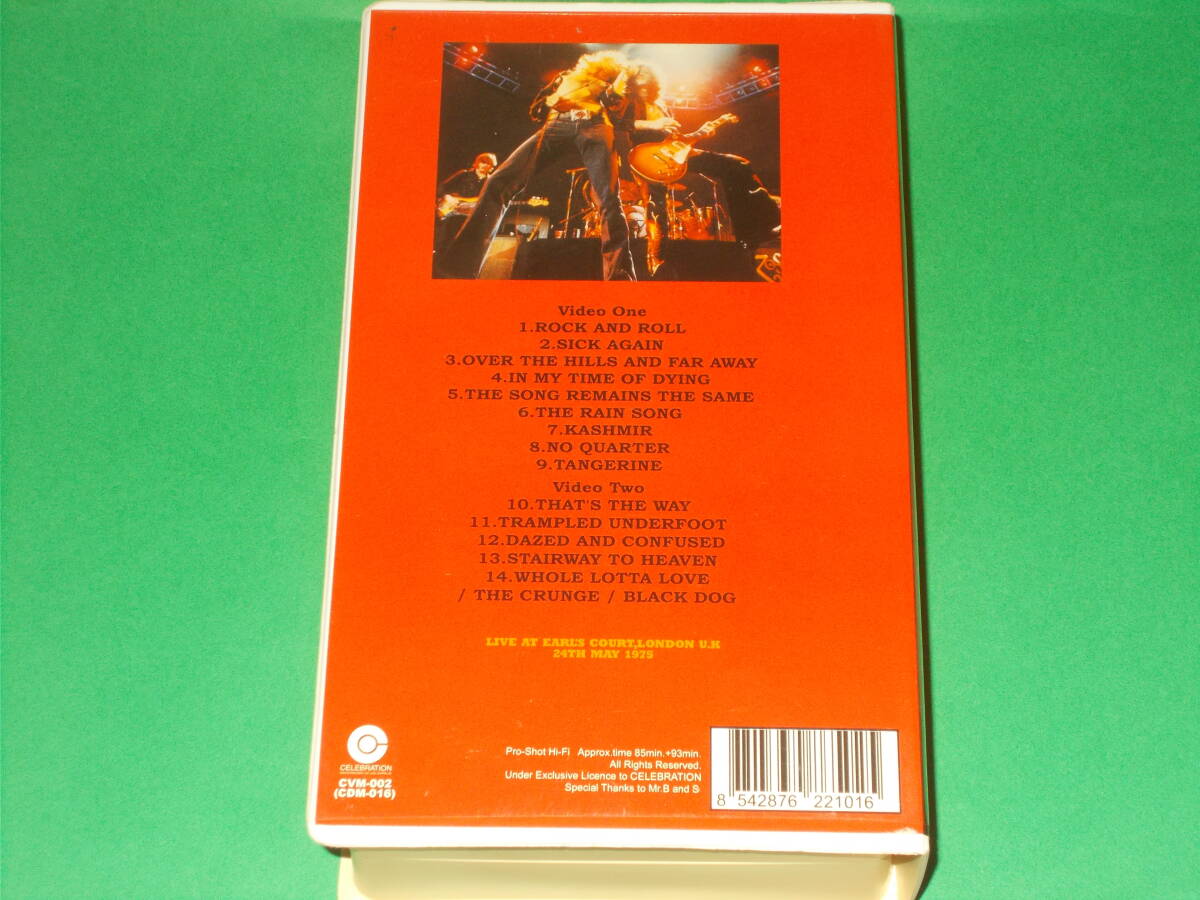 Video One
1.ROCK AND ROLL
2.SICK AGAIN
3.OVER THE HILLS AND FAR AWAY
4.IN MY TIME OF DYING
5.THE SONG REMAINS THE SAME
6.THE RAIN SONG
7.KASHMIR
8.NO QUARTER
9.TANGERINE
Video Two
10.THAT'S THE WAY
11.TRAMPLED UNDERFOOT
12.DAZED AND CONFUSED
13.STAIRWAY TO HEAVEN
14.WHOLE LOTTA LOVE
/ THE CRUNGE / BLACK DOG
LIVE AT EARL'S COURT,LONDON U.K
24TH MAY 1975
CELEBRATION
CVM-002
(CDM-016)
Pro-Shot Hi-Fi Approx.time 85min.+93min.
All Rights Reserved.
Under Exclusive Licence to CELEBRATION
Special Thanks to Mr.B and S
8 542876 221016